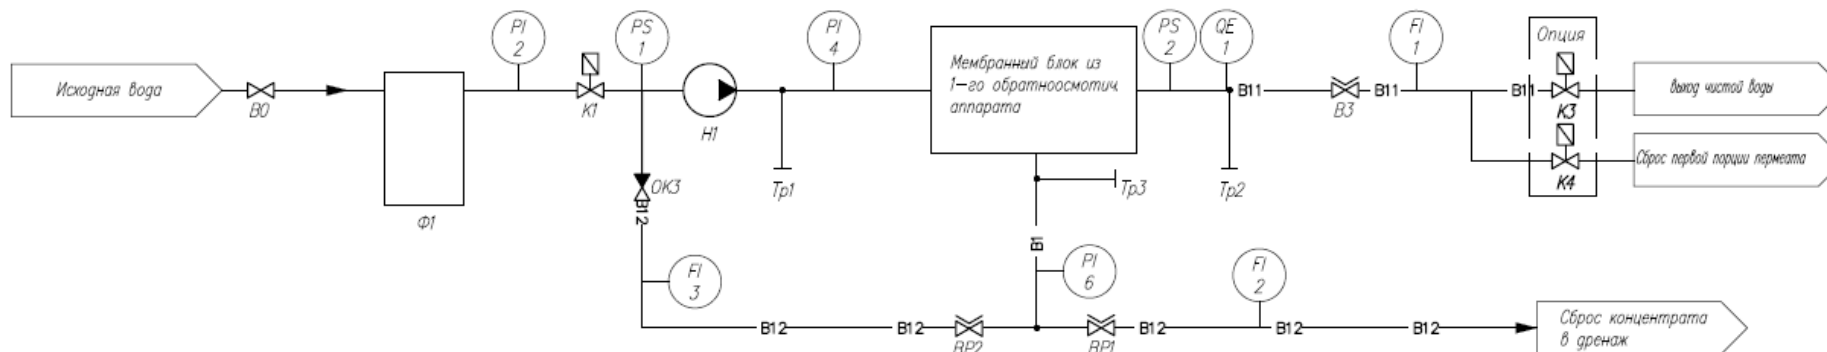 PI
2
PS
1
PI
4
PS
2
QE
1
FI
1
Опция
Исходная вода
В0
К1
Н1
Мембранный блок из
1-го обратноосмотич.
аппарата
В11
В3
В11
В11
К3
Выход чистой воды
Ф1
ОК3
В12
Тр1
Тр3
Тр2
К4
Сброс первой порции пермеата
В1
FI
3
PI
6
FI
2
В12
В12
ВР2
ВР1
В12
В12
В12
Сброс концентрата
в дренаж